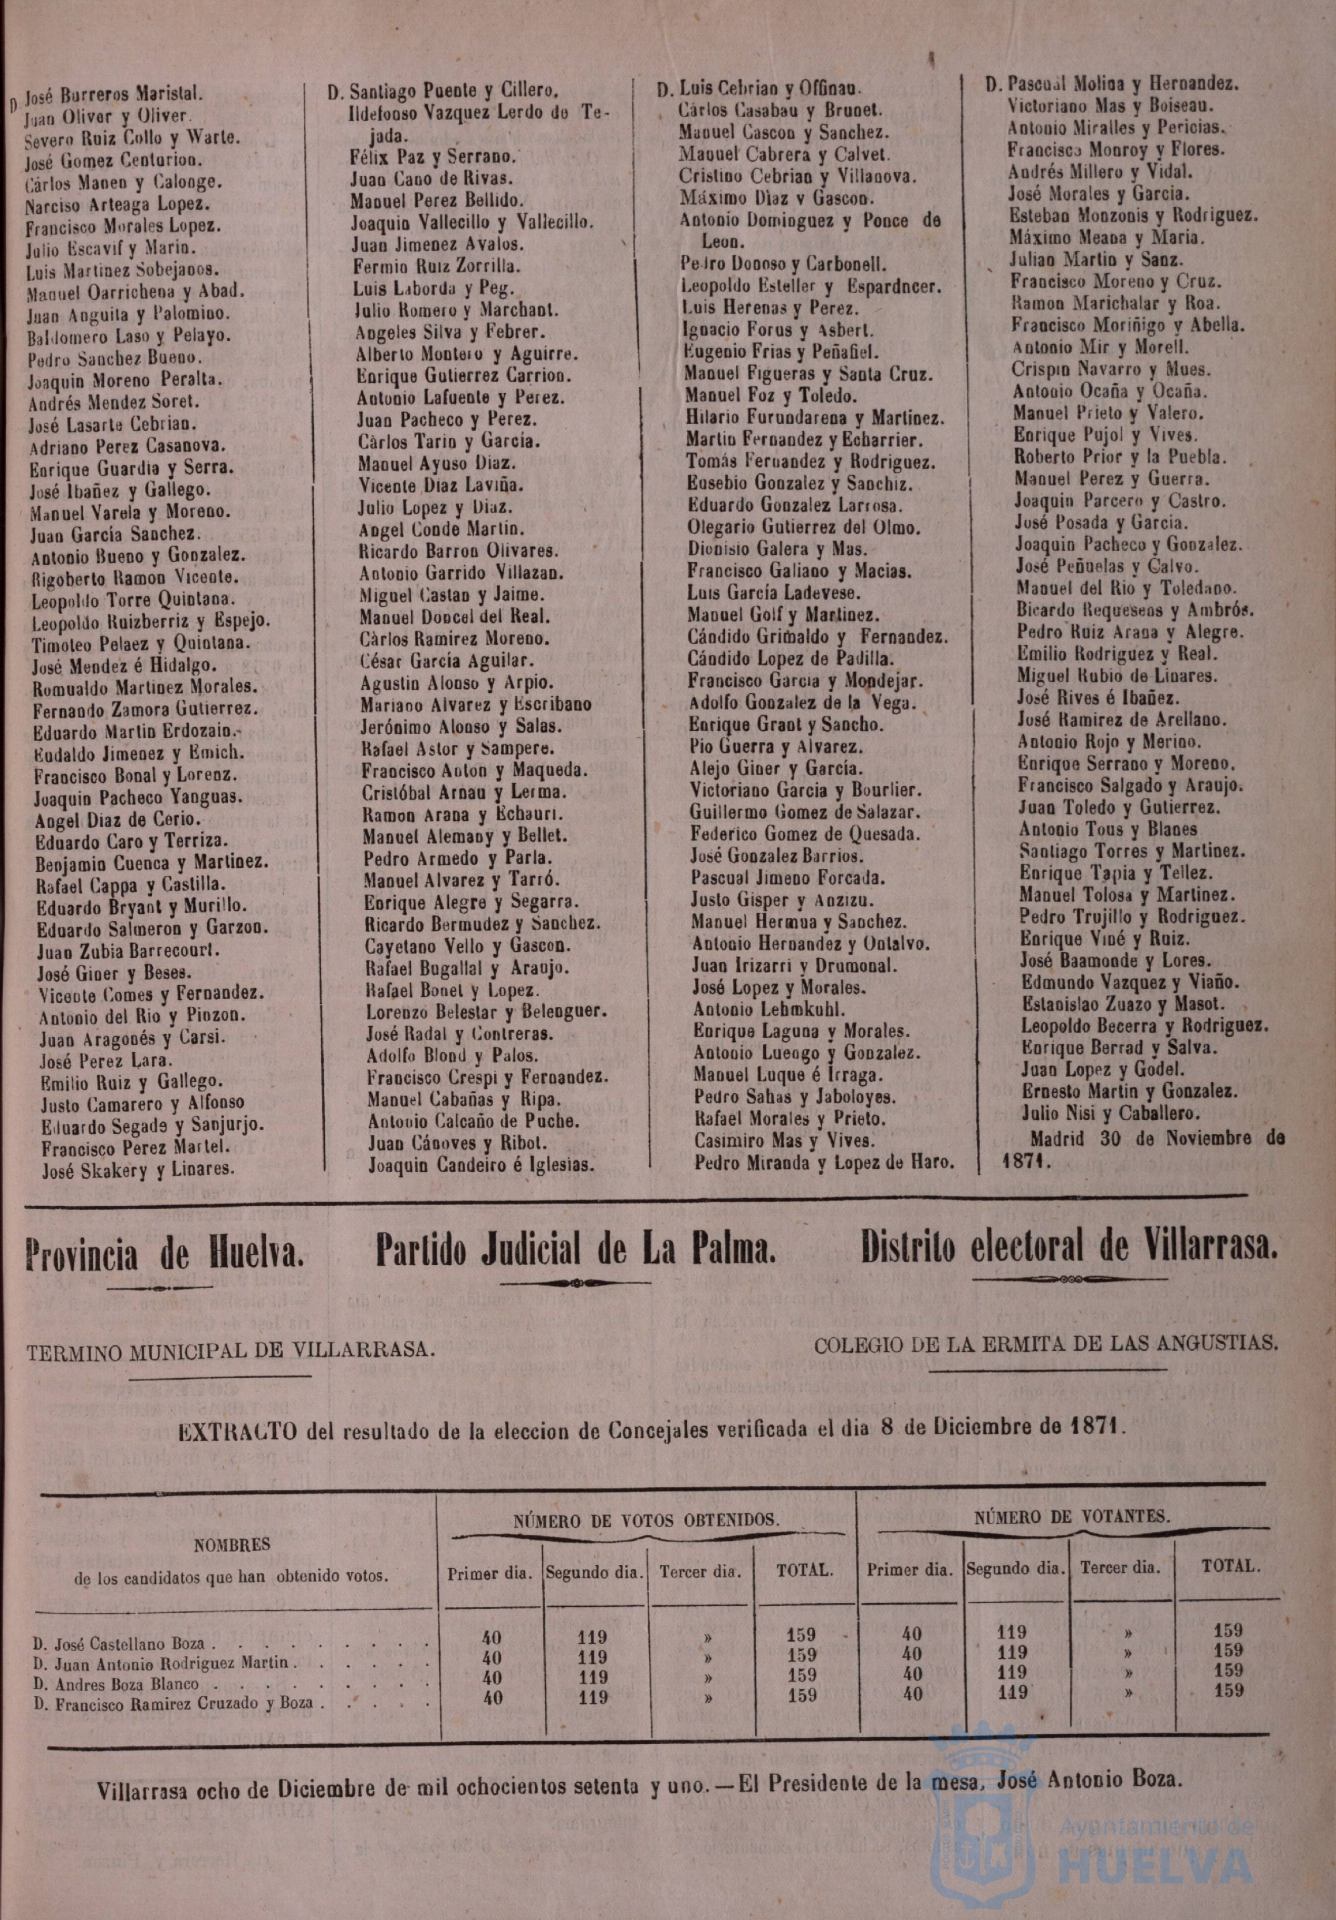 D. José Burreros Maristal.
Juan Oliver y Oliver.
Severo Ruiz Collo y Warte.
José Gomez Centurion.
Cárlos Manen y Calonge.
Narciso Arteaga Lopez.
Francisco Morales Lopez.
Julio Escavif y Marin.
Luis Martinez Sobejanos.
Manuel Oarrichena y Abad.
Juan Anguita y Palomino.
Baldomero Laso y Pelayo.
Pedro Sanchez Bueno.
Joaquin Moreno Peralta.
Andrés Mendez Soret.
José Lasarte Cebrian.
Adriano Perez Casanova.
Enrique Guardia y Serra.
José Ibañez y Gallego.
Manuel Varela y Moreno.
Juan García Sanchez.
Antonio Bueno y Gonzalez.
Rigoberto Ramon Vicente.
Leopoldo Torre Quintana.
Leopoldo Ruizberriz y Espejo.
Timoteo Pelaez y Quintana.
José Mendez é Hidalgo.
Romualdo Martinez Morales.
Fernando Zamora Gutierrez.
Eduardo Martin Erdozain.
Eudaldo Jimenez y Emich.
Francisco Bonal y Lorenz.
Joaquin Pacheco Yanguas.
Angel Diaz de Cerio.
Eduardo Caro y Terriza.
Benjamin Cuenca y Martinez.
Rafael Cappa y Castilla.
Eduardo Bryant y Murillo.
Eduardo Salmeron y Garzon.
Juan Zubia Barrecourt.
José Giner y Beses.
Vicente Comes y Fernandez.
Antonio del Rio y Pinzon.
Juan Aragonés y Carsi.
José Perez Lara.
Emilio Ruiz y Gallego.
Justo Camarero y Alfonso
Eduardo Segade y Sanjurjo.
Francisco Perez Martel.
José Skakery y Linares.
D. Santiago Puente y Cillero,
Ildefonso Vazquez Lerdo de Te-
jada.
Félix Paz y Serrano.
Juan Cano de Rivas.
Manuel Perez Bellido.
Joaquin Vallecillo y Vallecillo.
Juan Jimenez Avalos.
Fermin Ruiz Zorrilla.
Luis Laborda y Peg.
Julio Romero y Marchant.
Angeles Silva y Febrer.
Alberto Montero y Aguirre.
Enrique Gutierrez Carrion.
Antonio Lafuente y Perez.
Juan Pacheco y Perez.
Cárlos Tarin y García.
Manuel Ayuso Diaz.
Vicente Diaz Laviña.
Julio Lopez y Diaz.
Angel Conde Martin.
Ricardo Barron Olivares.
Antonio Garrido Villazan.
Miguel Castan y Jaime.
Manuel Doncel del Real.
Cárlos Ramirez Moreno.
César García Aguilar.
Agustin Alonso y Arpio.
Mariano Alvarez y Escribano
Jerónimo Alonso y Salas.
Rafael Astor y Sampere.
Francisco Anton y Maqueda.
Cristóbal Arnau y Lerma.
Ramon Arana y Echauri.
Manuel Alemany y Bellet.
Pedro Armedo y Parla.
Manuel Alvarez y Tarró.
Enrique Alegre y Segarra.
Ricardo Bermudez y Sanchez.
Cayetano Vello y Gascon.
Rafael Bugallal y Araujo.
Rafael Bonet y Lopez.
Lorenzo Belestar y Belenguer.
José Radal y Contreras.
Adolfo Blond y Palos.
Francisco Crespi y Fernandez.
Manuel Cabañas y Ripa.
Antonio Calcaño de Puche.
Juan Cánoves y Ribot.
Joaquin Candeiro é Iglesias.
D. Luis Cebrian y Offinau.
Cárlos Casabau y Brunet.
Manuel Cascon y Sanchez.
Manuel Cabrera y Calvet.
Cristino Cebrian y Villanova.
Máximo Diaz y Gascon.
Antonio Dominguez y Ponce de
Leon.
Pedro Donoso y Carbonell.
Leopoldo Esteller y Espardncer.
Luis Herenas y Perez.
Ignacio Forus y Asbert.
Eugenio Frias y Peñafiel.
Manuel Figueras y Santa Cruz.
Manuel Foz y Toledo.
Hilario Furundarena y Martinez.
Martin Fernandez y Echarrier.
Tomás Fernandez y Rodriguez.
Eusebio Gonzalez y Sanchiz.
Eduardo Gonzalez Larrosa.
Olegario Gutierrez del Olmo.
Dionisio Galera y Mas.
Francisco Galiano y Macias.
Luis García Ladevese.
Manuel Golf y Martinez.
Cándido Grimaldo y Fernandez.
Cándido Lopez de Padilla.
Francisco Garcia y Mondejar.
Adolfo Gonzalez de la Vega.
Enrique Grant y Sancho.
Pio Guerra y Alvarez.
Alejo Giner y García.
Victoriano Garcia y Bourlier.
Guillermo Gomez de Salazar.
Federico Gomez de Quesada.
José Gonzalez Barrios.
Pascual Jimeno Forcada.
Justo Gisper y Anzizu.
Manuel Hermua y Sanchez.
Antonio Hernandez y Ontalvo.
Juan Irizarri y Drumonal.
José Lopez y Morales.
Antonio Lehmkuhl.
Enrique Laguna y Morales.
Antonio Luengo y Gonzalez.
Manuel Luque é Irraga.
Pedro Sahas y Jaboloyes.
Rafael Morales y Prieto.
Casimiro Mas y Vives.
Pedro Miranda y Lopez de Haro.
D. Pascual Molina y Hernandez.
Victoriano Mas y Boiseau.
Antonio Miralles y Pericias.
Francisco Monroy y Flores.
Andrés Millero y Vidal.
José Morales y Garcia.
Esteban Monzonis y Rodriguez.
Máximo Meana y Maria.
Julian Martin y Sanz.
Francisco Moreno y Cruz.
Ramon Marichalar y Roa.
Francisco Moriñigo y Abella.
Antonio Mir y Morell.
Crispin Navarro y Mues.
Antonio Ocaña y Ocaña.
Manuel Prieto y Valero.
Enrique Pujol y Vives.
Roberto Prior y la Puebla.
Manuel Perez y Guerra.
Joaquin Parcero y Castro.
José Posada y Garcia.
Joaquin Pacheco y Gonzalez.
José Peñuelas y Calvo.
Manuel del Rio y Toledano.
Bicardo Requesens y Ambrós.
Pedro Ruiz Arana y Alegre.
Emilio Rodriguez y Real.
Miguel Rubio de Linares.
José Rives é Ibañez.
José Ramirez de Arellano.
Antonio Rojo y Merino.
Enrique Serrano y Moreno.
Francisco Salgado y Araujo.
Juan Toledo y Gutierrez.
Antonio Tous y Blanes
Santiago Torres y Martinez.
Enrique Tapia y Tellez.
Manuel Tolosa y Martinez.
Pedro Trujillo y Rodriguez.
Enrique Viné y Ruiz.
José Baamonde y Lores.
Edmundo Vazquez y Viaño.
Estanislao Zuazo y Masot.
Leopoldo Becerra y Rodriguez.
Enrique Berrad y Salva.
Juan Lopez y Godel.
Ernesto Martin y Gonzalez.
Julio Nisi y Caballero.
Madrid 30 de Noviembre de
1871.
Provincia de Huelva. Partido Judicial de La Palma. Distrito electoral de Villarrasa.
TERMINO MUNICIPAL DE VILLARRASA. COLEGIO DE LA ERMITA DE LAS ANGUSTIAS.
EXTRACTO del resultado de la eleccion de Concejales verificada el dia 8 de Diciembre de 1871.
NOMBRES
de los candidatos que han obtenido votos.
NÚMERO DE VOTOS OBTENIDOS. NÚMERO DE VOTANTES.
Primer dia. Segundo dia. Tercer dia. TOTAL. Primer dia. Segundo dia. Tercer dia. TOTAL.
D. José Castellano Boza . . . . . . . . 40 119 » 159 40 119 » 159
D. Juan Antonio Rodriguez Martin . . . . . 40 119 » 159 40 119 » 159
D. Andres Boza Blanco . . . . . . . . 40 119 » 159 40 119 » 159
D. Francisco Ramirez Cruzado y Boza . . . . 40 119 » 159 40 119 » 159
Villarrasa ocho de Diciembre de mil ochocientos setenta y uno.—El Presidente de la mesa, José Antonio Boza.
Ayuntamiento de
HUELVA